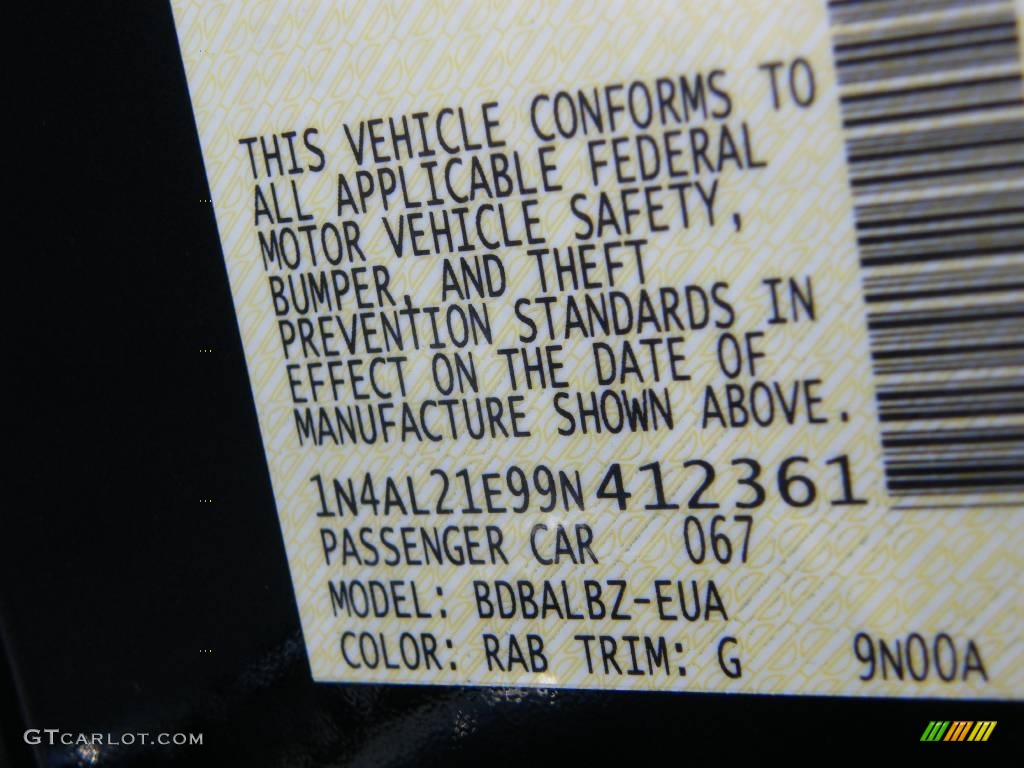 THIS VEHICLE CONFORMS TO
ALL APPLICABLE FEDERAL
MOTOR VEHICLE SAFETY,
BUMPER, AND THEFT
PREVENTION STANDARDS IN
EFFECT ON THE DATE OF
MANUFACTURE SHOWN ABOVE.
1N4AL21E99N412361
PASSENGER CAR 067
MODEL: BDBALBZ-EUA
COLOR: RAB TRIM: G 9N00A
GTCARLOT.COM